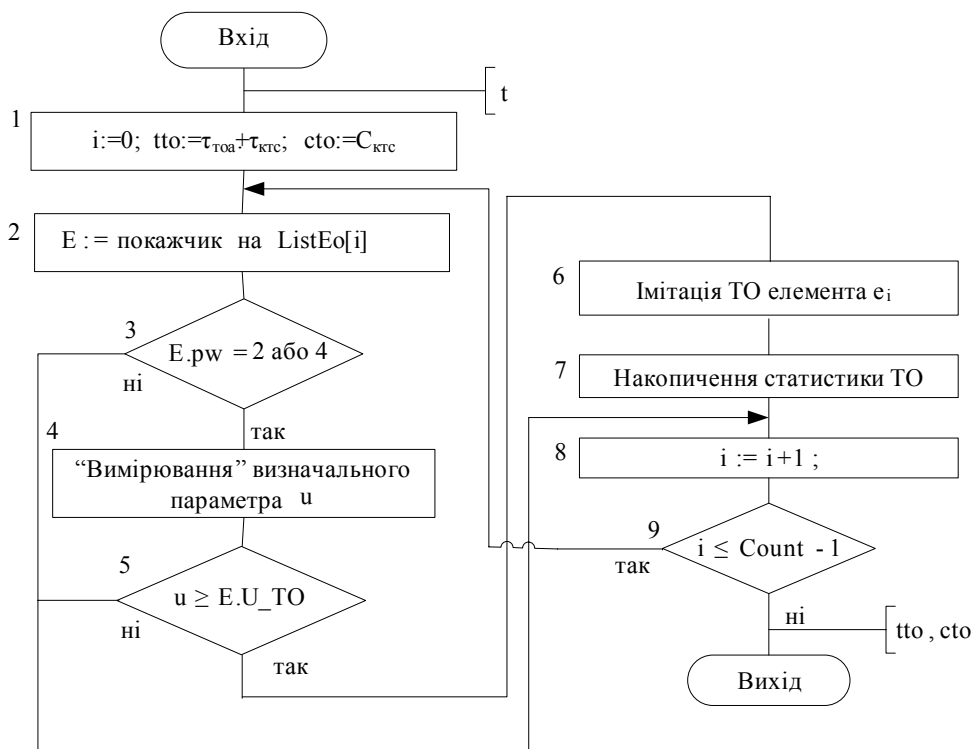 Вхід
t
1
i:=0; tto:=τтоа+τктс; cto:=Cктс
2
E := покажчик на ListEo[i]
3
E.pw = 2 або 4
ні
так
4
“Вимірювання” визначального
параметра u
5
u ≥ E.U_TO
ні
так
6
Імітація ТО елемента ei
7
Накопичення статистики ТО
8
i := i+1 ;
9
i ≤ Count - 1
так
ні
tto , cto
Вихід